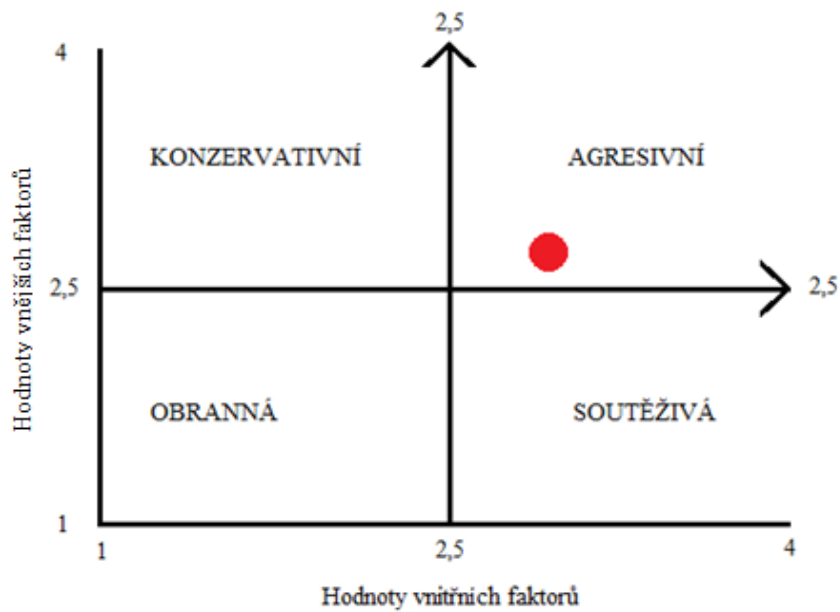 2,5
4
KONZERVATIVNÍ
AGRESIVNÍ
Hodnoty vnějších faktorů
2,5
2,5
OBRANNÁ
SOUTĚŽIVÁ
1
1
2,5
4
Hodnoty vnitřních faktorů